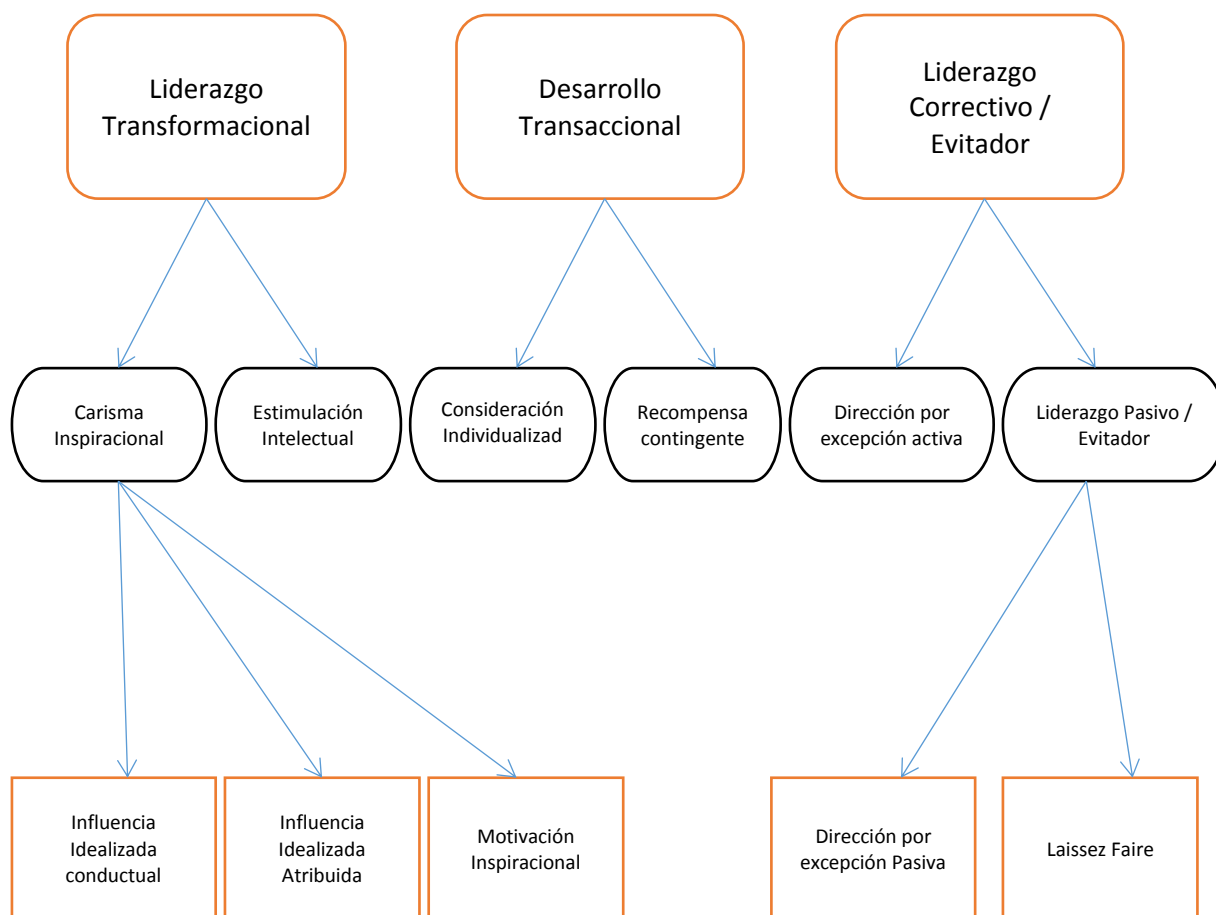 Liderazgo
Transformacional
Desarrollo
Transaccional
Liderazgo
Correctivo /
Evitador
Carisma
Inspiracional
Estimulación
Intelectual
Consideración
Individualizad
Recompensa
contingente
Dirección por
excepción activa
Liderazgo Pasivo /
Evitador
Influencia
Idealizada
conductual
Influencia
Idealizada
Atribuida
Motivación
Inspiracional
Dirección por
excepción Pasiva
Laissez Faire